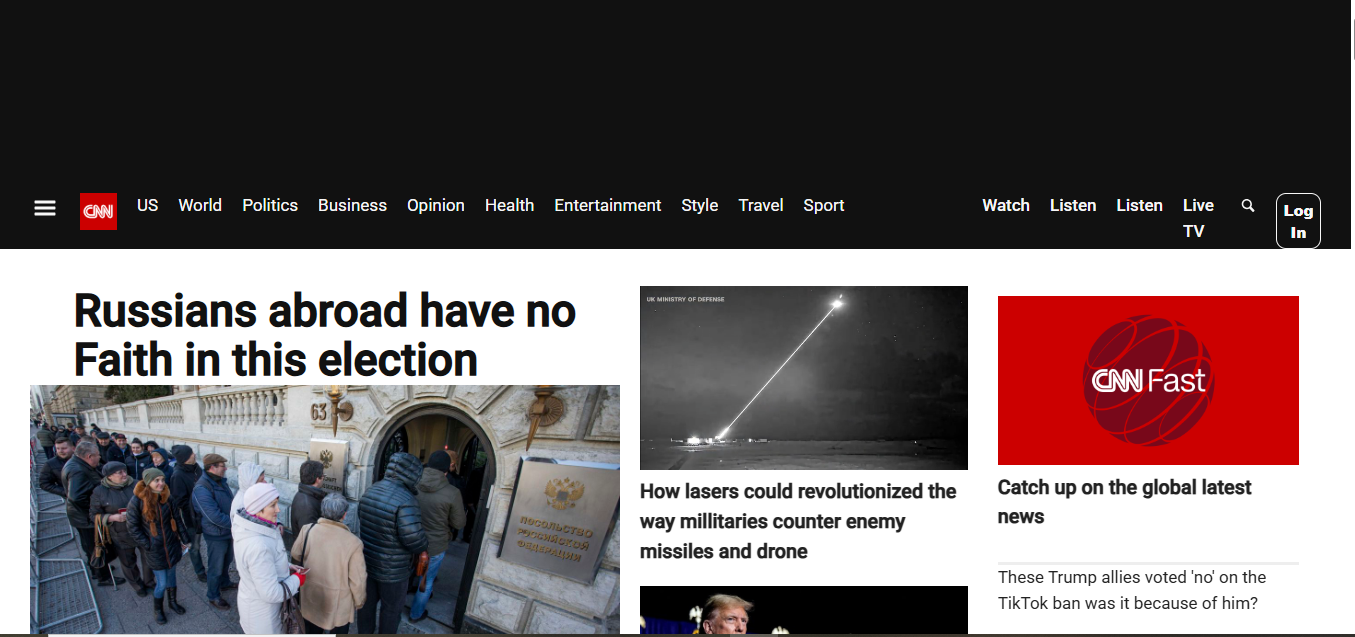 CNN
US World Politics Business Opinion Health Entertainment Style Travel Sport
Watch Listen Listen Live TV
Log In
Russians abroad have no
Faith in this election
63
ПОСОЛЬСТВО
РОССИЙСКОЙ
ФЕДЕРАЦИИ
UK MINISTRY OF DEFENSE
How lasers could revolutionized the
way millitaries counter enemy
missiles and drone
CNN Fast
Catch up on the global latest
news
These Trump allies voted 'no' on the
TikTok ban was it because of him?